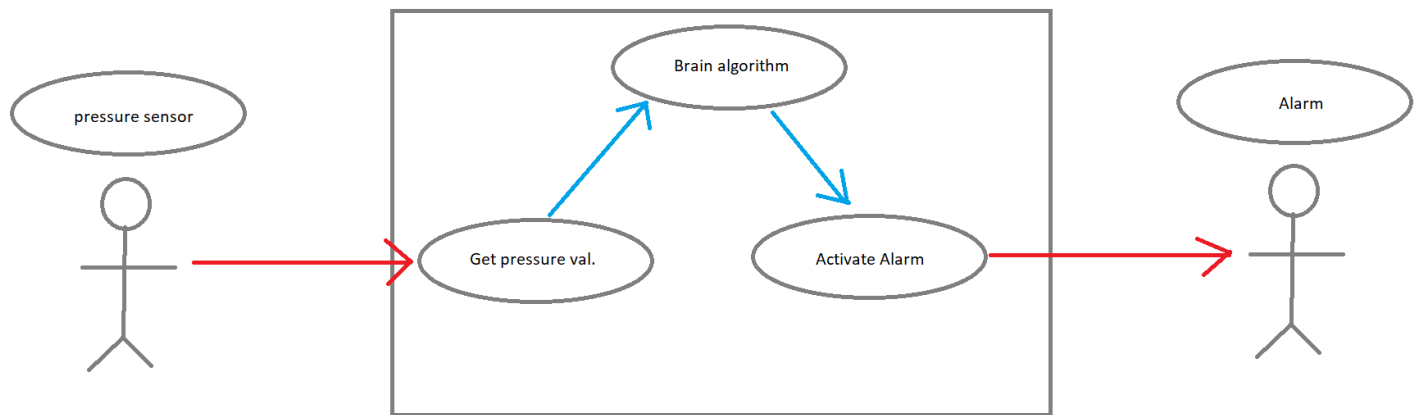 Brain algorithm
pressure sensor
Alarm
Get pressure val.
Activate Alarm